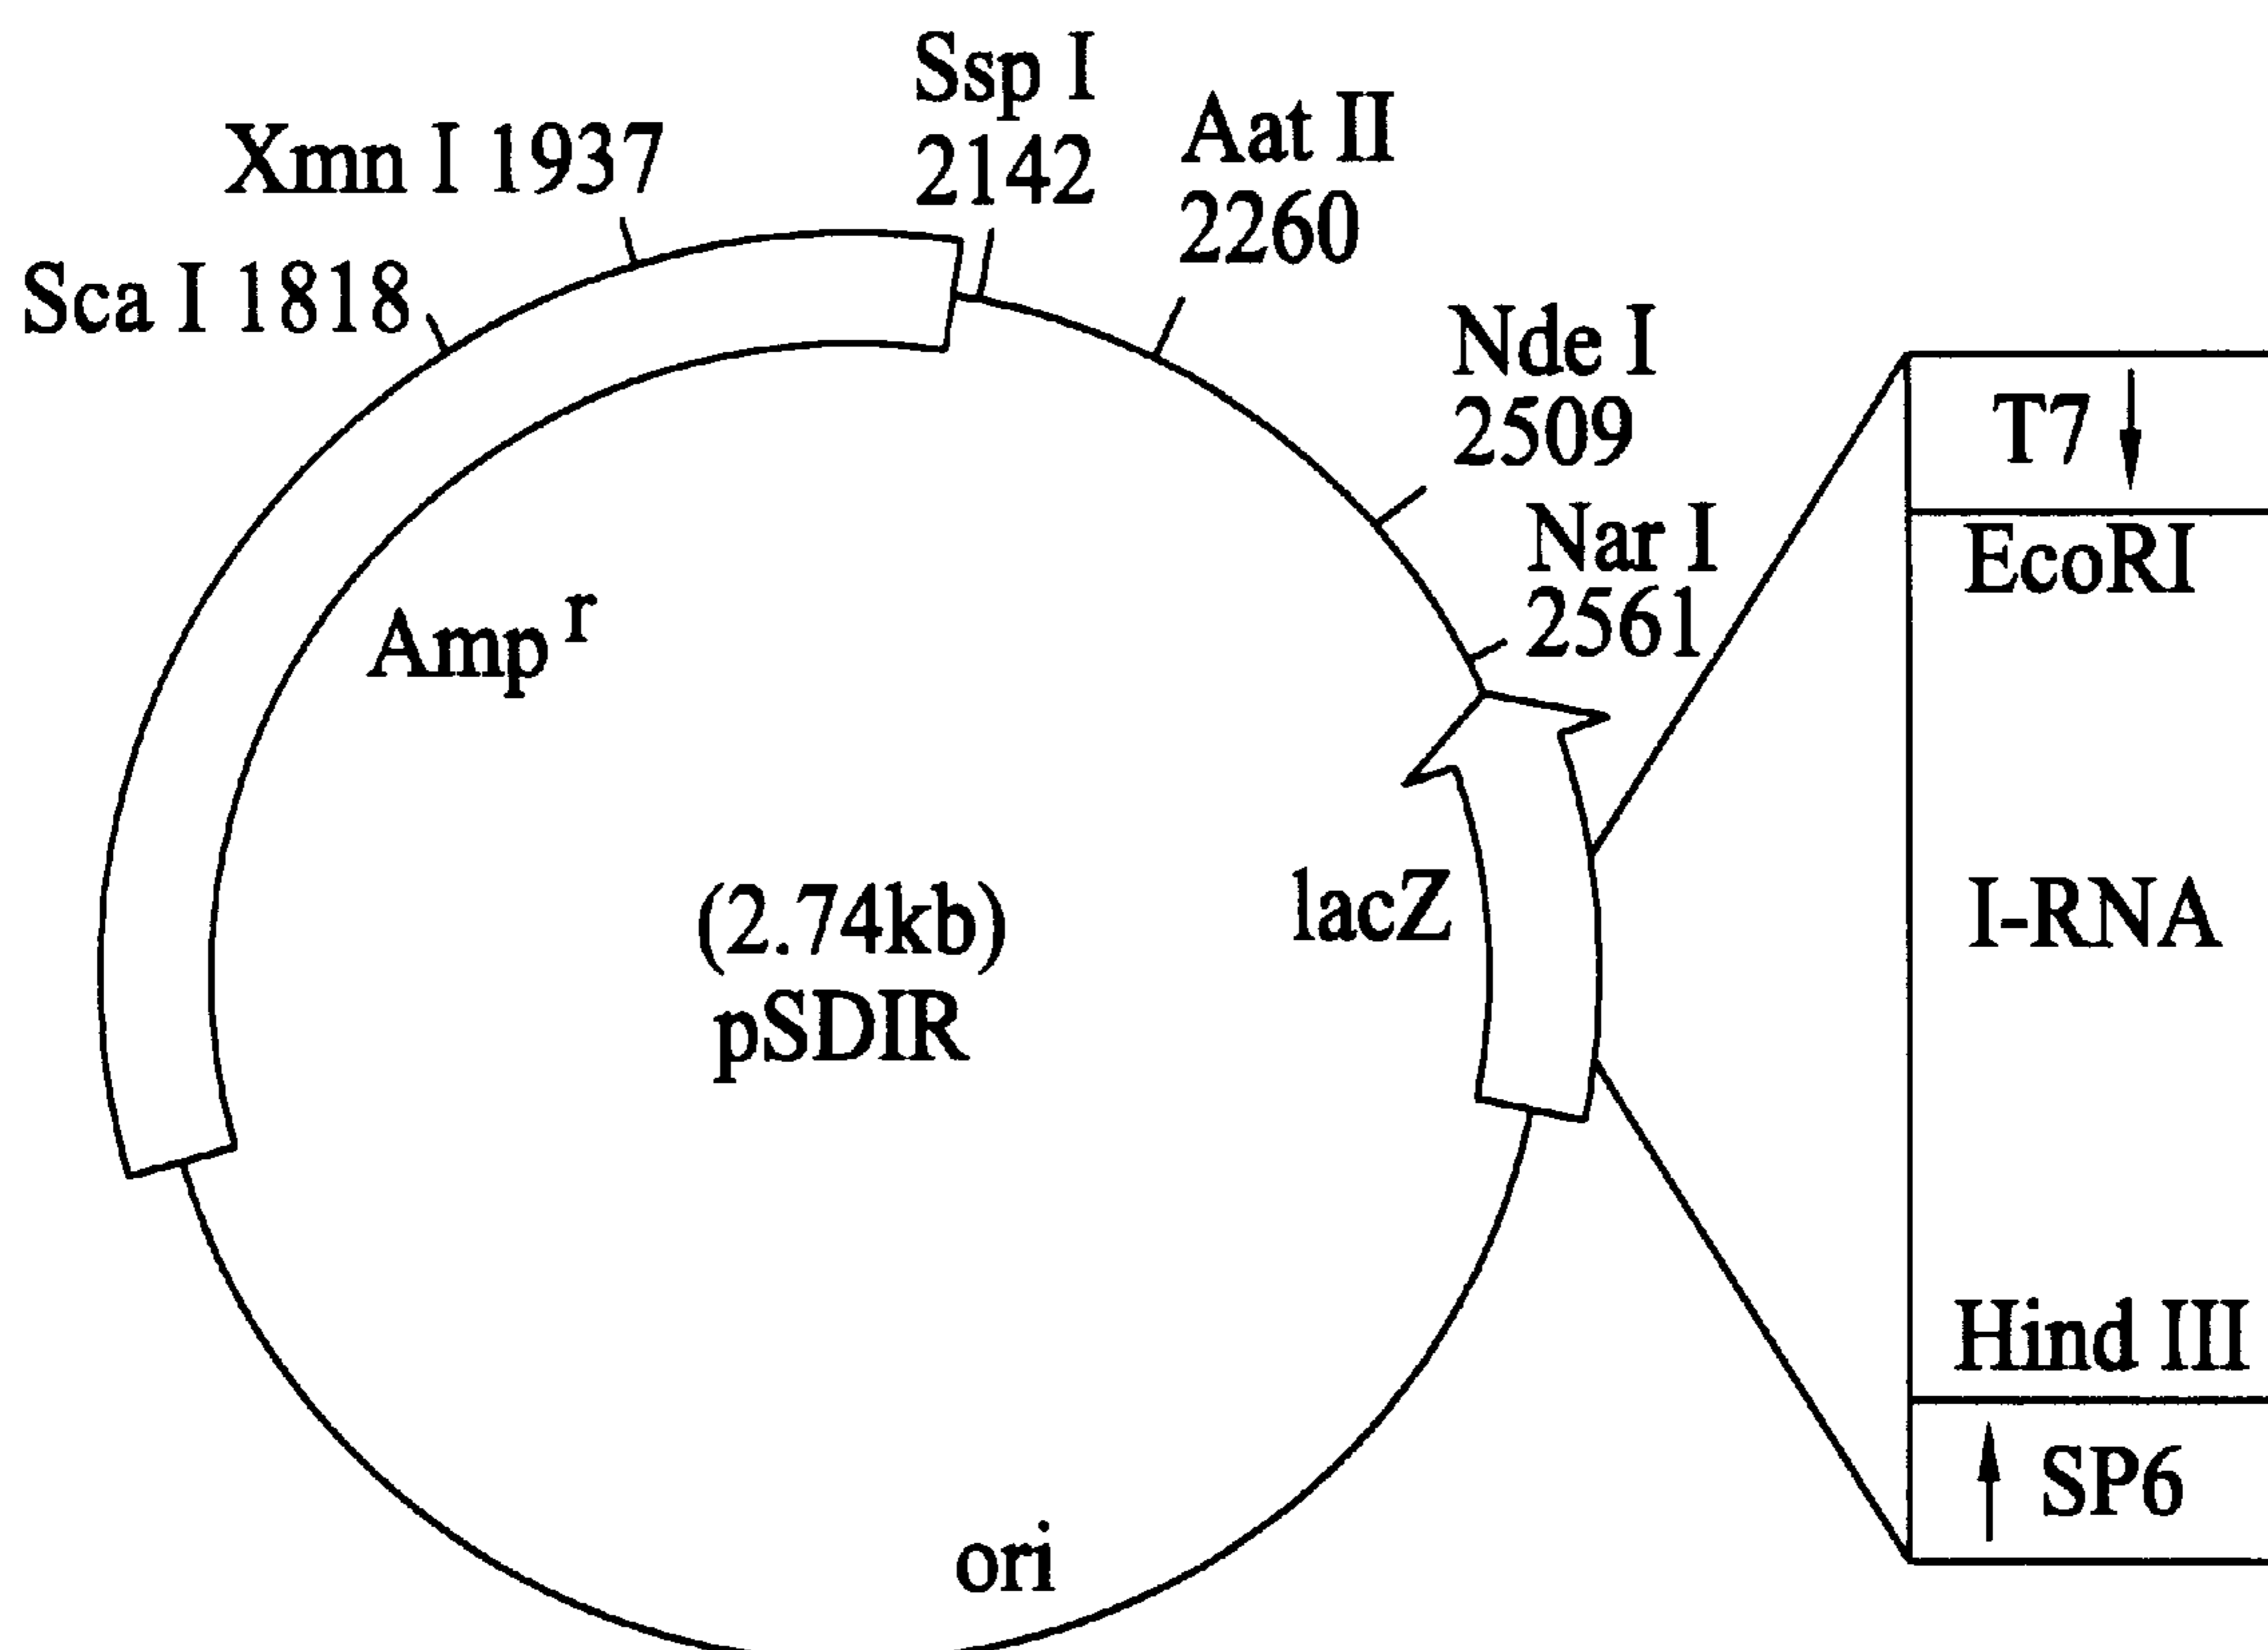 Ssp I
2142
Aat II
2260
Xmn I 1937
Sca I 1818
Nde I
2509
Nar I
2561
Amp r
lacZ
(2.74kb)
pSDIR
ori
T7
EcoRI
I-RNA
Hind III
SP6